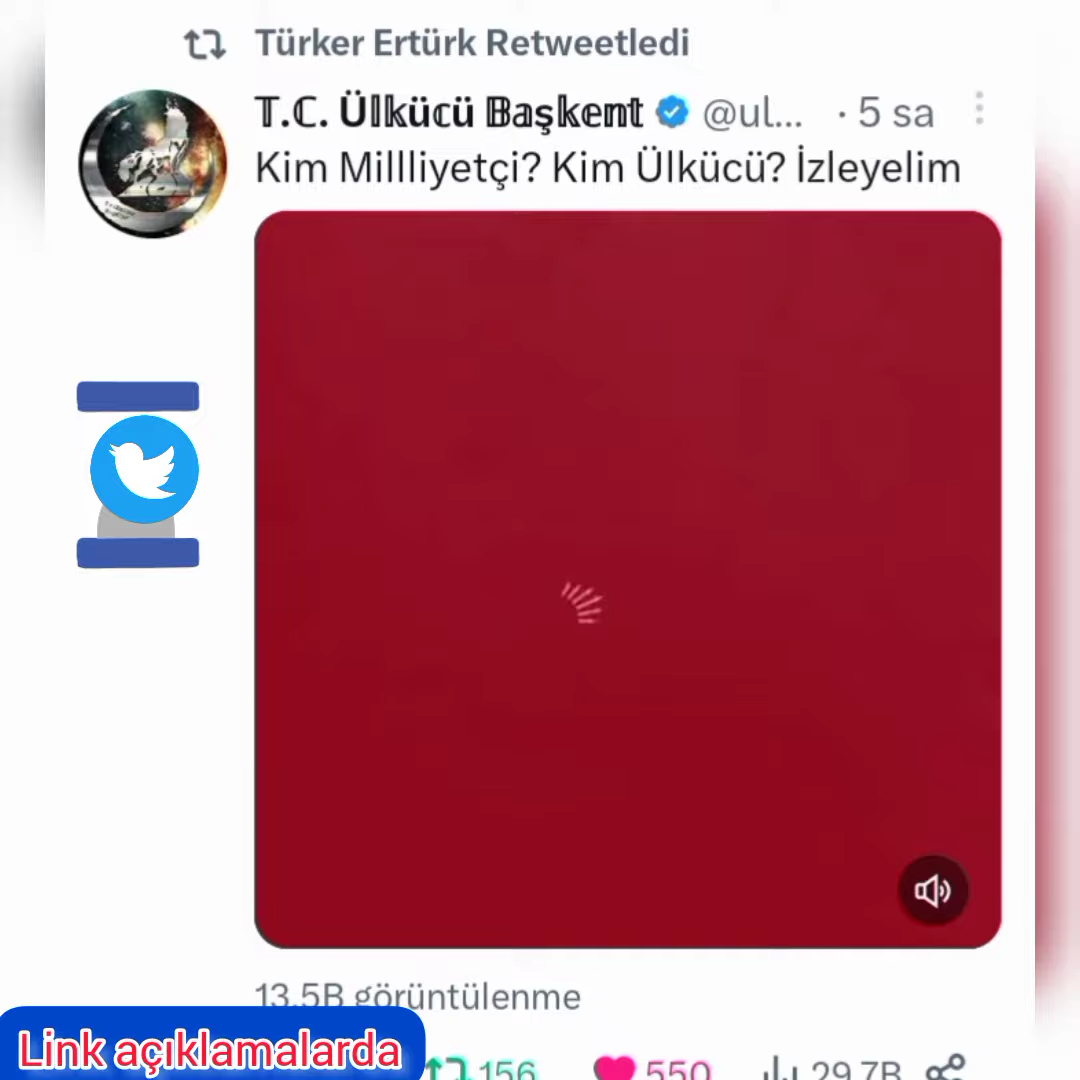 Türker Ertürk Retweetledi
T.C. Ülkücü Başkent @ul... · 5 sa
Kim Millliyetçi? Kim Ülkücü? İzleyelim
13.5B görüntülenme
Link açıklamalarda
156 550 29.7B